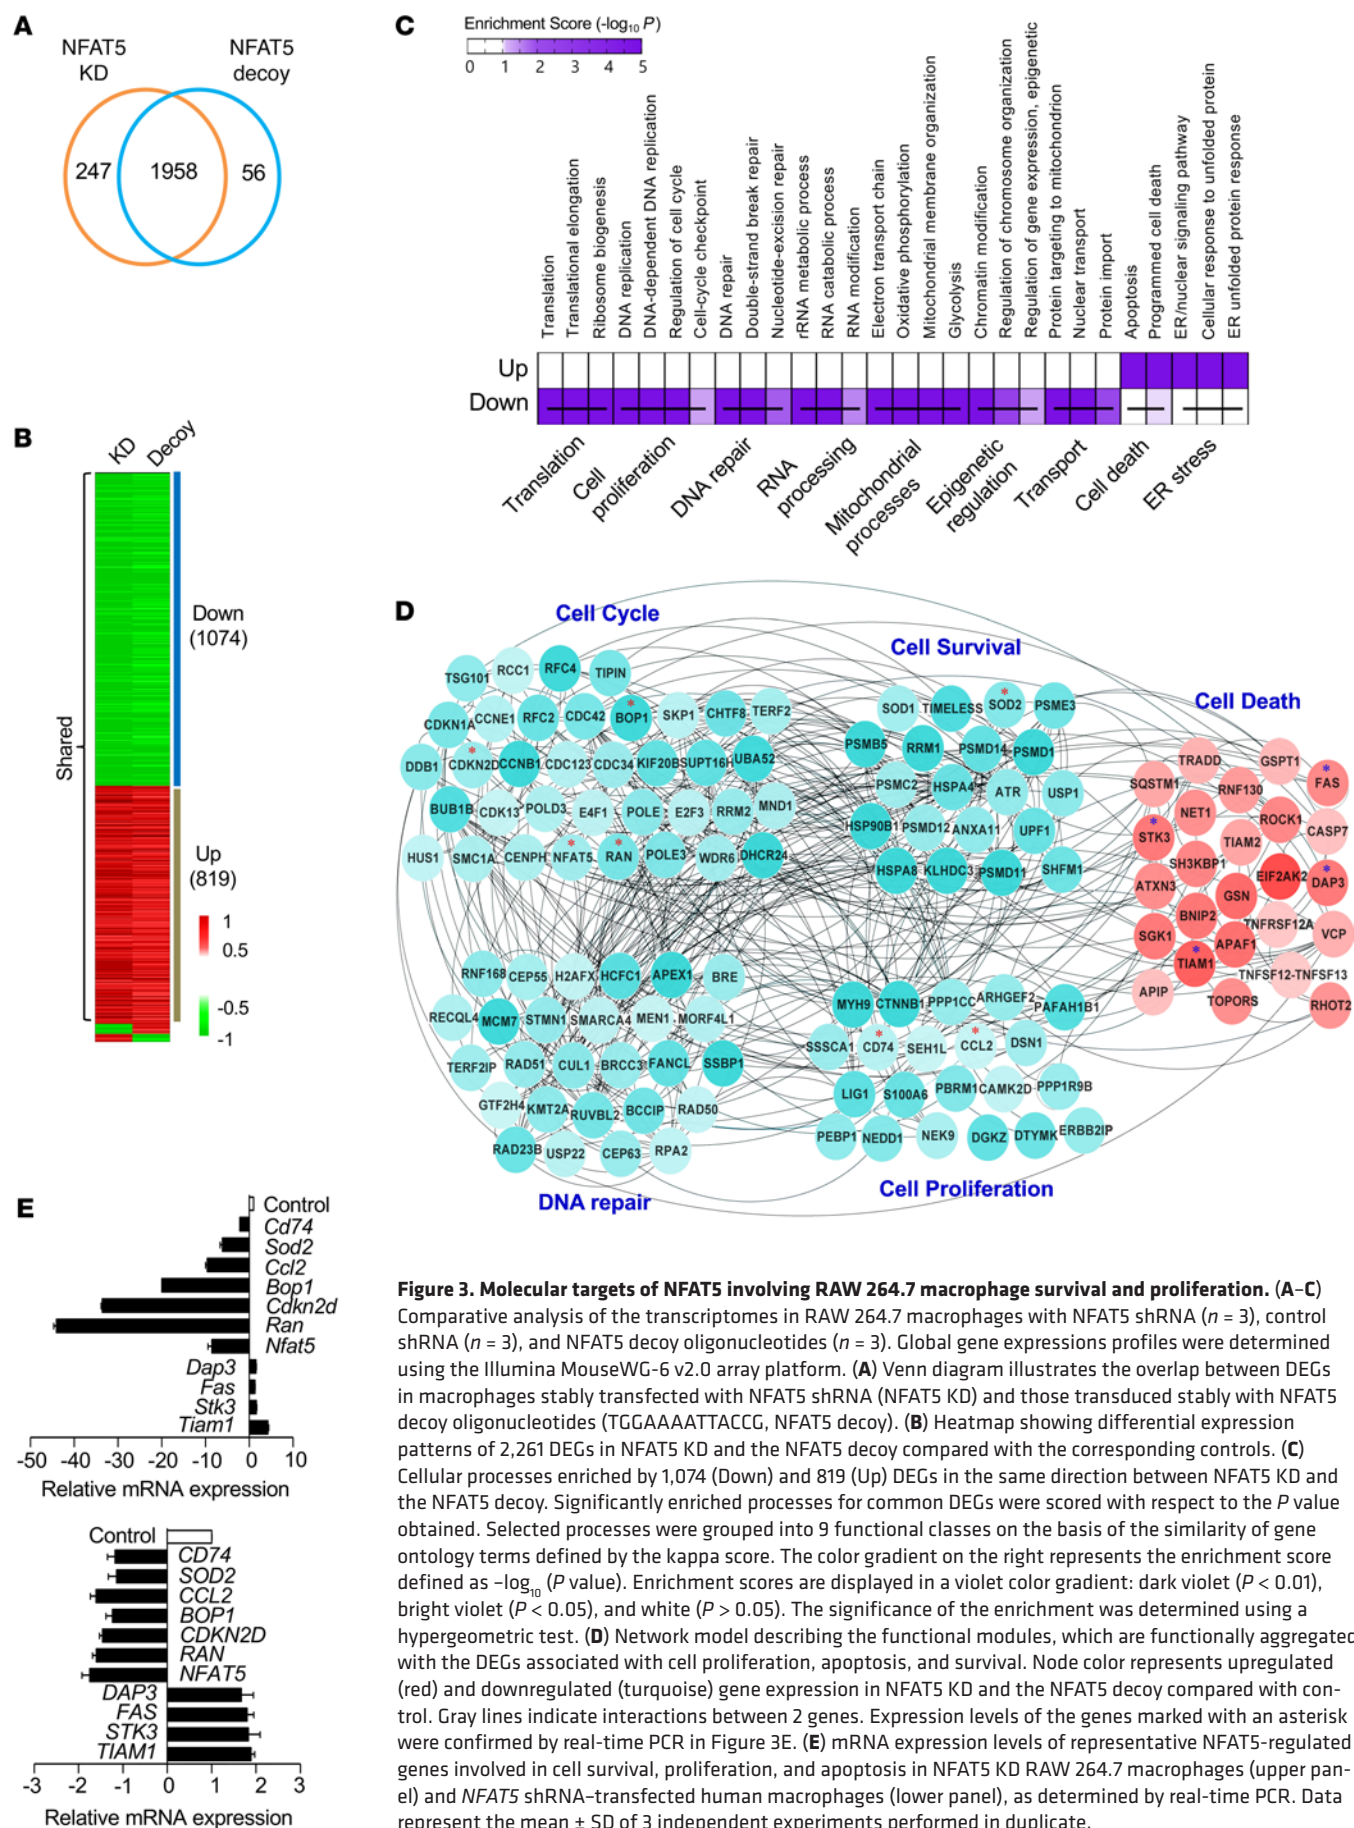 A
NFAT5
KD
NFAT5
decoy
247
1958
56
B
KD
Decoy
Shared
Down
(1074)
Up
(819)
1
0.5
-0.5
-1
C
Enrichment Score (-log10 P)
0 1 2 3 4 5
Translation
Translational elongation
Ribosome biogenesis
DNA replication
DNA-dependent DNA replication
Regulation of cell cycle
Cell-cycle checkpoint
DNA repair
Double-strand break repair
Nucleotide-excision repair
rRNA metabolic process
RNA catabolic process
RNA modification
Electron transport chain
Oxidative phosphorylation
Mitochondrial membrane organization
Glycolysis
Chromatin modification
Regulation of chromosome organization
Regulation of gene expression, epigenetic
Protein targeting to mitochondrion
Nuclear transport
Protein import
Apoptosis
Programmed cell death
ER/nuclear signaling pathway
Cellular response to unfolded protein
ER unfolded protein response
Up
Down
Translation
Cell
proliferation
DNA repair
RNA
processing
Mitochondrial
processes
Epigenetic
regulation
Transport
Cell death
ER stress
D
Cell Cycle
TSG101 RCC1 RFC4 TIPIN
CDKN1A CCNE1 RFC2 CDC42 BOP1 * SKP1 CHTF8 TERF2
DDB1 CDKN2D * CCNB1 CDC123 CDC34 KIF20B SUPT16H UBA52
BUB1B CDK13 POLD3 E4F1 POLE E2F3 RRM2 MND1
HUS1 SMC1A CENPH NFAT5 * RAN * POLE3 WDR6 DHCR24
Cell Survival
SOD1 TIMELESS SOD2 * PSME3
PSMB5 RRM1 PSMD14 PSMD1
PSMC2 HSPA4 ATR USP1
HSP90B1 PSMD12 ANXA11 UPF1
HSPA8 KLHDC3 PSMD11 SHFM1
Cell Death
TRADD GSPT1
SQSTM1 RNF130 FAS *
NET1 ROCK1
STK3 * TIAM2 CASP7
SH3KBP1 EIF2AK2 DAP3 *
ATXN3 GSN
BNIP2 TNFRSF12A VCP
SGK1 APAF1
TIAM1 * TNFSF12-TNFSF13
APIP TOPORS RHOT2
RNF168 CEP55 H2AFX HCFC1 APEX1 BRE
RECQL4 MCM7 STMN1 SMARCA4 MEN1 MORF4L1
TERF2IP RAD51 CUL1 BRCC3 FANCL SSBP1
GTF2H4 KMT2A RUVBL2 BCCIP RAD50
RAD23B USP22 CEP63 RPA2
DNA repair
MYH9 CTNNB1 PPP1CC ARHGEF2 PAFAH1B1
SSSCA1 CD74 * SEH1L CCL2 * DSN1
LIG1 S100A6 PBRM1 CAMK2D PPP1R9B
PEBP1 NEDD1 NEK9 DGKZ DTYMK ERBB2IP
Cell Proliferation
E
Control
Cd74
Sod2
Ccl2
Bop1
Cdkn2d
Ran
Nfat5
Dap3
Fas
Stk3
Tiam1
-50 -40 -30 -20 -10 0 10
Relative mRNA expression
Control
CD74
SOD2
CCL2
BOP1
CDKN2D
RAN
NFAT5
DAP3
FAS
STK3
TIAM1
-3 -2 -1 0 1 2 3
Relative mRNA expression
Figure 3. Molecular targets of NFAT5 involving RAW 264.7 macrophage survival and proliferation. (A–C)
Comparative analysis of the transcriptomes in RAW 264.7 macrophages with NFAT5 shRNA (n = 3), control
shRNA (n = 3), and NFAT5 decoy oligonucleotides (n = 3). Global gene expressions profiles were determined
using the Illumina MouseWG-6 v2.0 array platform. (A) Venn diagram illustrates the overlap between DEGs
in macrophages stably transfected with NFAT5 shRNA (NFAT5 KD) and those transduced stably with NFAT5
decoy oligonucleotides (TGGAAAATTACCG, NFAT5 decoy). (B) Heatmap showing differential expression
patterns of 2,261 DEGs in NFAT5 KD and the NFAT5 decoy compared with the corresponding controls. (C)
Cellular processes enriched by 1,074 (Down) and 819 (Up) DEGs in the same direction between NFAT5 KD and
the NFAT5 decoy. Significantly enriched processes for common DEGs were scored with respect to the P value
obtained. Selected processes were grouped into 9 functional classes on the basis of the similarity of gene
ontology terms defined by the kappa score. The color gradient on the right represents the enrichment score
defined as –log10 (P value). Enrichment scores are displayed in a violet color gradient: dark violet (P < 0.01),
bright violet (P < 0.05), and white (P > 0.05). The significance of the enrichment was determined using a
hypergeometric test. (D) Network model describing the functional modules, which are functionally aggregated
with the DEGs associated with cell proliferation, apoptosis, and survival. Node color represents upregulated
(red) and downregulated (turquoise) gene expression in NFAT5 KD and the NFAT5 decoy compared with con-
trol. Gray lines indicate interactions between 2 genes. Expression levels of the genes marked with an asterisk
were confirmed by real-time PCR in Figure 3E. (E) mRNA expression levels of representative NFAT5-regulated
genes involved in cell survival, proliferation, and apoptosis in NFAT5 KD RAW 264.7 macrophages (upper pan-
el) and NFAT5 shRNA–transfected human macrophages (lower panel), as determined by real-time PCR. Data
represent the mean ± SD of 3 independent experiments performed in duplicate.